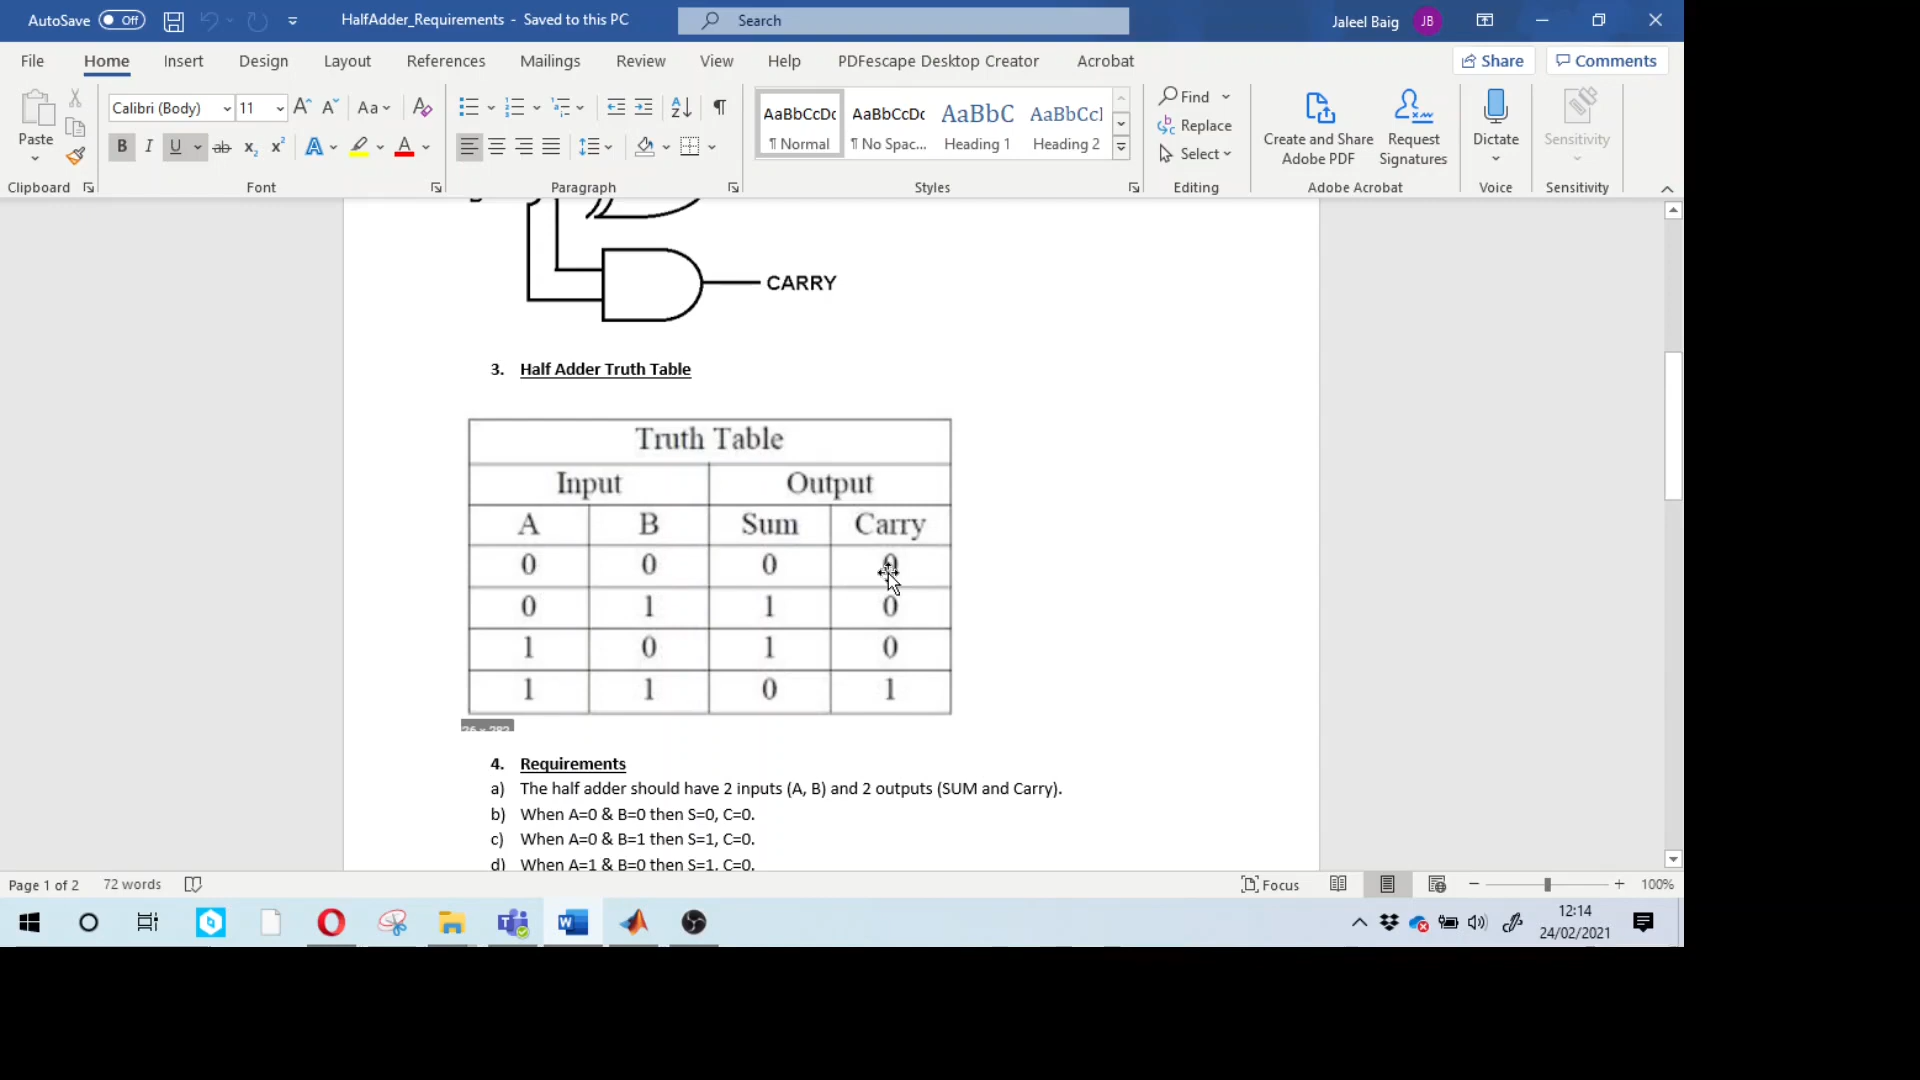 AutoSave Off HalfAdder_Requirements - Saved to this PC Search Jaleel Baig JB
File Home Insert Design Layout References Mailings Review View Help PDFescape Desktop Creator Acrobat Share Comments
Calibri (Body) 11 Aa
AaBbCcDc AaBbCcDc AaBbC AaBbCcl
Find
Replace
Select
Paste
¶ Normal ¶ No Spac... Heading 1 Heading 2
Create and Share
Adobe PDF
Request
Signatures
Dictate
Sensitivity
Clipboard Font Paragraph Styles Editing Adobe Acrobat Voice Sensitivity
CARRY
3. Half Adder Truth Table
Truth Table
Input Output
A B Sum Carry
0 0 0 0
0 1 1 0
1 0 1 0
1 1 0 1
4. Requirements
a) The half adder should have 2 inputs (A, B) and 2 outputs (SUM and Carry).
b) When A=0 & B=0 then S=0, C=0.
c) When A=0 & B=1 then S=1, C=0.
d) When A=1 & B=0 then S=1, C=0.
Page 1 of 2 72 words Focus 100%
12:14
24/02/2021